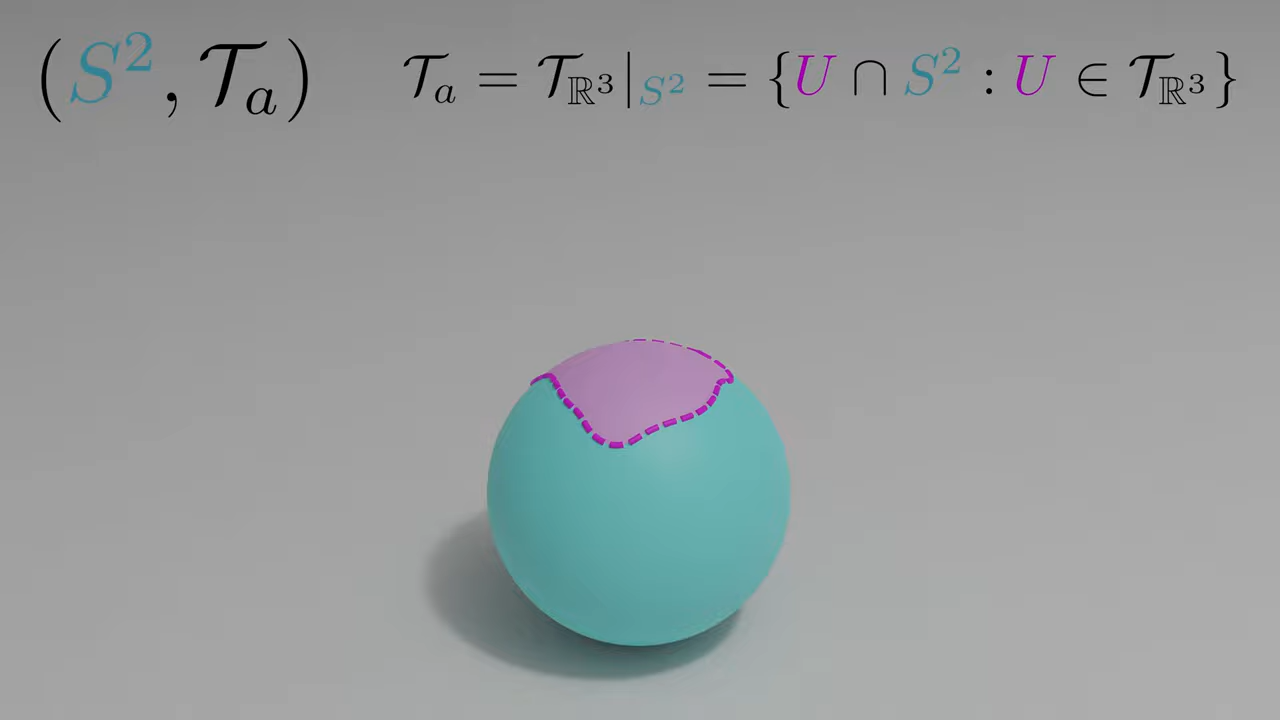 (S², 𝒯ₐ) 𝒯ₐ = 𝒯_ℝ³|_S² = {U ∩ S² : U ∈ 𝒯_ℝ³}